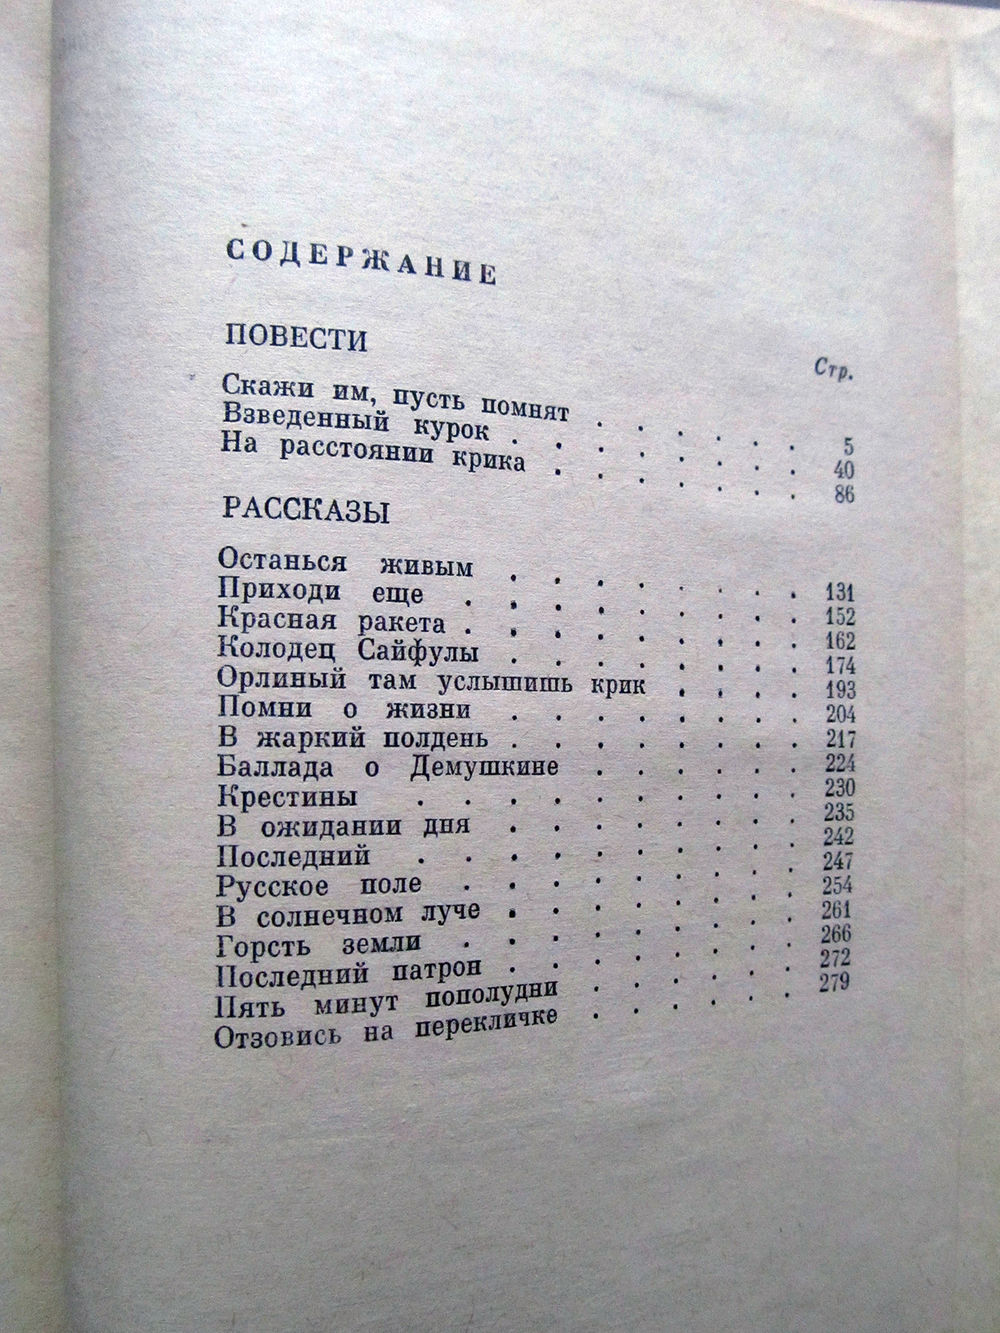 СОДЕРЖАНИЕ
ПОВЕСТИ
Стр.
Скажи им, пусть помнят . . . . . . 5
Взведенный курок . . . . . . . . 40
На расстоянии крика . . . . . . . 86
РАССКАЗЫ
Останься живым . . . . . . . . 131
Приходи еще . . . . . . . . . 152
Красная ракета . . . . . . . . . 162
Колодец Сайфулы . . . . . . . . 174
Орлиный там услышишь крик . . . . 193
Помни о жизни . . . . . . . . 204
В жаркий полдень . . . . . . . . 217
Баллада о Демушкине . . . . . . 224
Крестины . . . . . . . . . . 230
В ожидании дня . . . . . . . . 235
Последний . . . . . . . . . . 242
Русское поле . . . . . . . . . 247
В солнечном луче . . . . . . . . 254
Горсть земли . . . . . . . . . 261
Последний патрон . . . . . . . . 266
Пять минут пополудни . . . . . . 272
Отзовись на перекличке . . . . . . 279